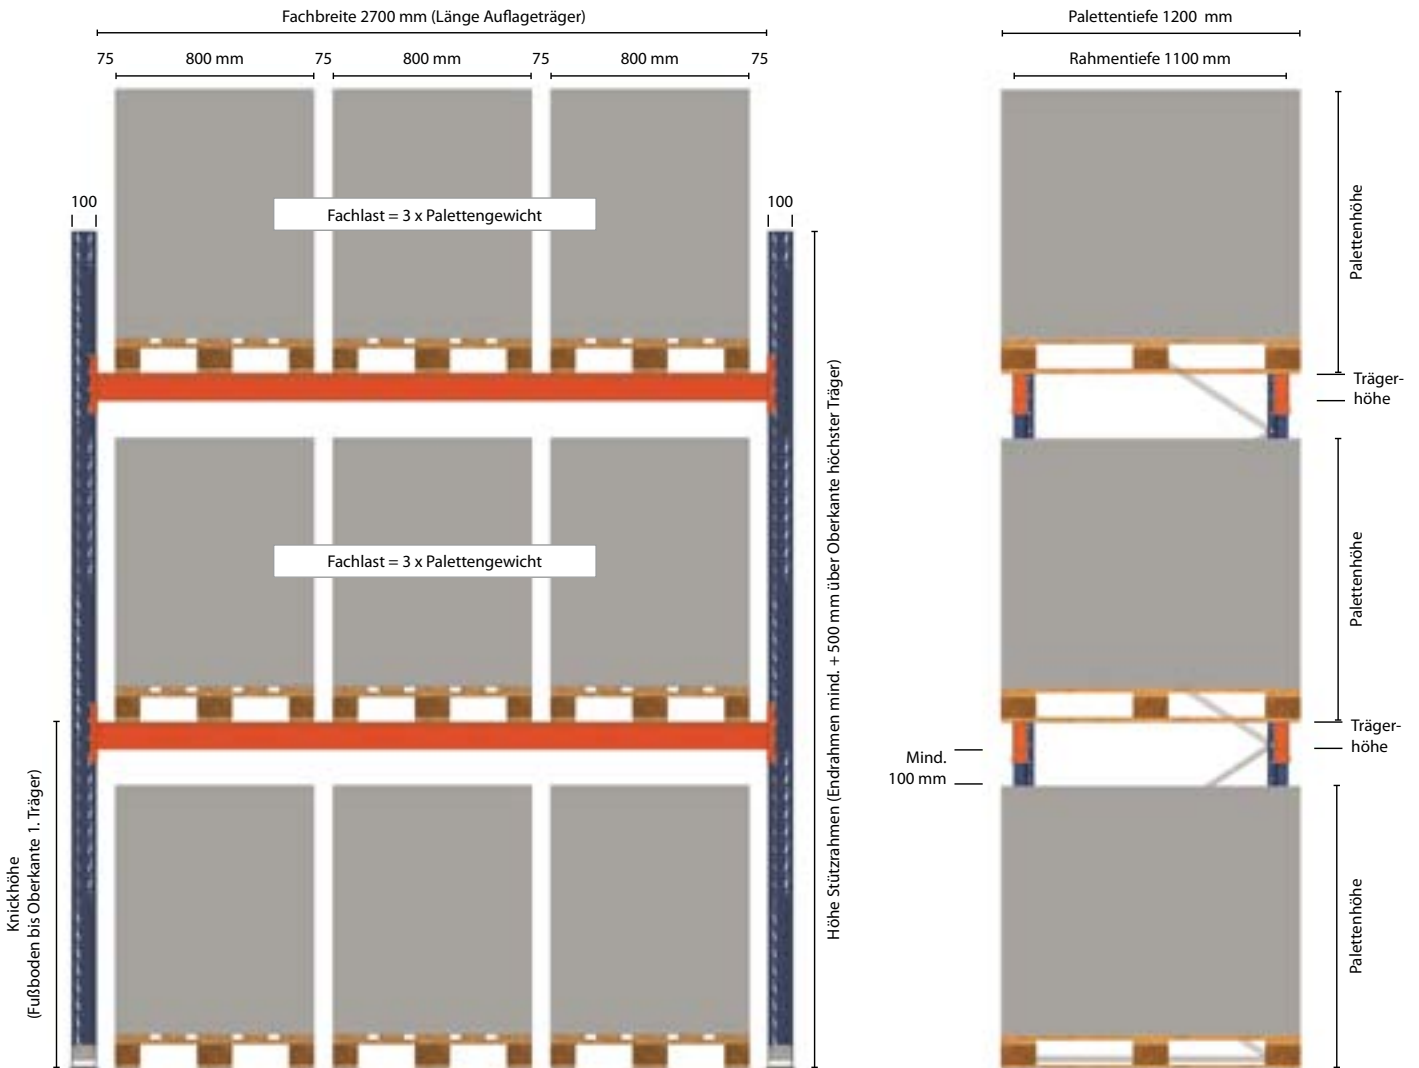 Fachbreite 2700 mm (Länge Auflageträger)
75 800 mm 75 800 mm 75 800 mm 75
100
100
Fachlast = 3 x Palettengewicht
Fachlast = 3 x Palettengewicht
Knickhöhe
(Fußboden bis Oberkante 1. Träger)
Höhe Stützrahmen (Endrahmen mind. + 500 mm über Oberkante höchster Träger)
Palettentiefe 1200 mm
Rahmentiefe 1100 mm
Palettenhöhe
Träger-
höhe
Palettenhöhe
Träger-
höhe
Mind.
100 mm
Palettenhöhe